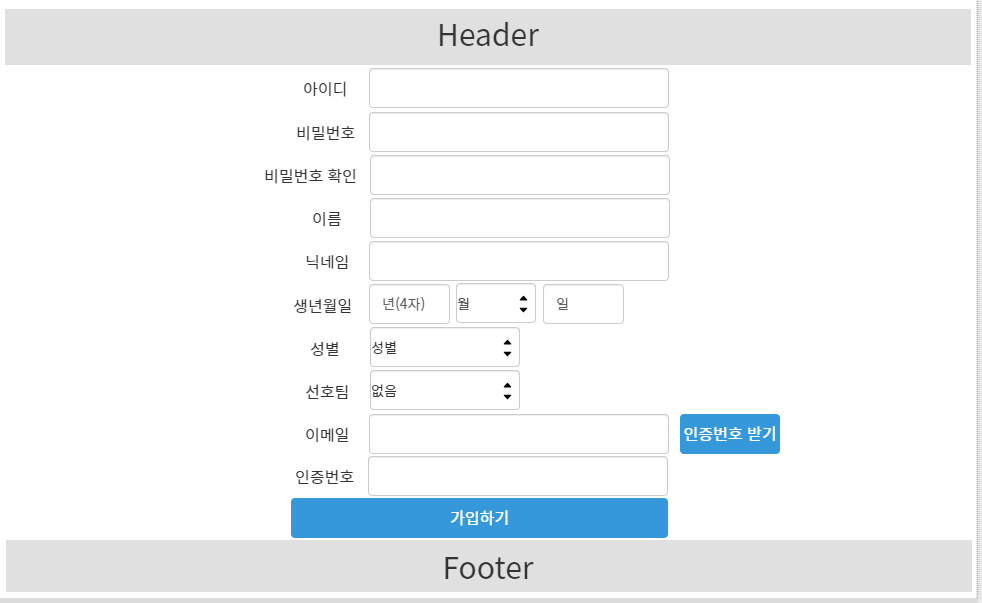 Header
아이디
비밀번호
비밀번호 확인
이름
닉네임
생년월일 년(4자) 월 일
성별 성별
선호팀 없음
이메일 인증번호 받기
인증번호
가입하기
Footer